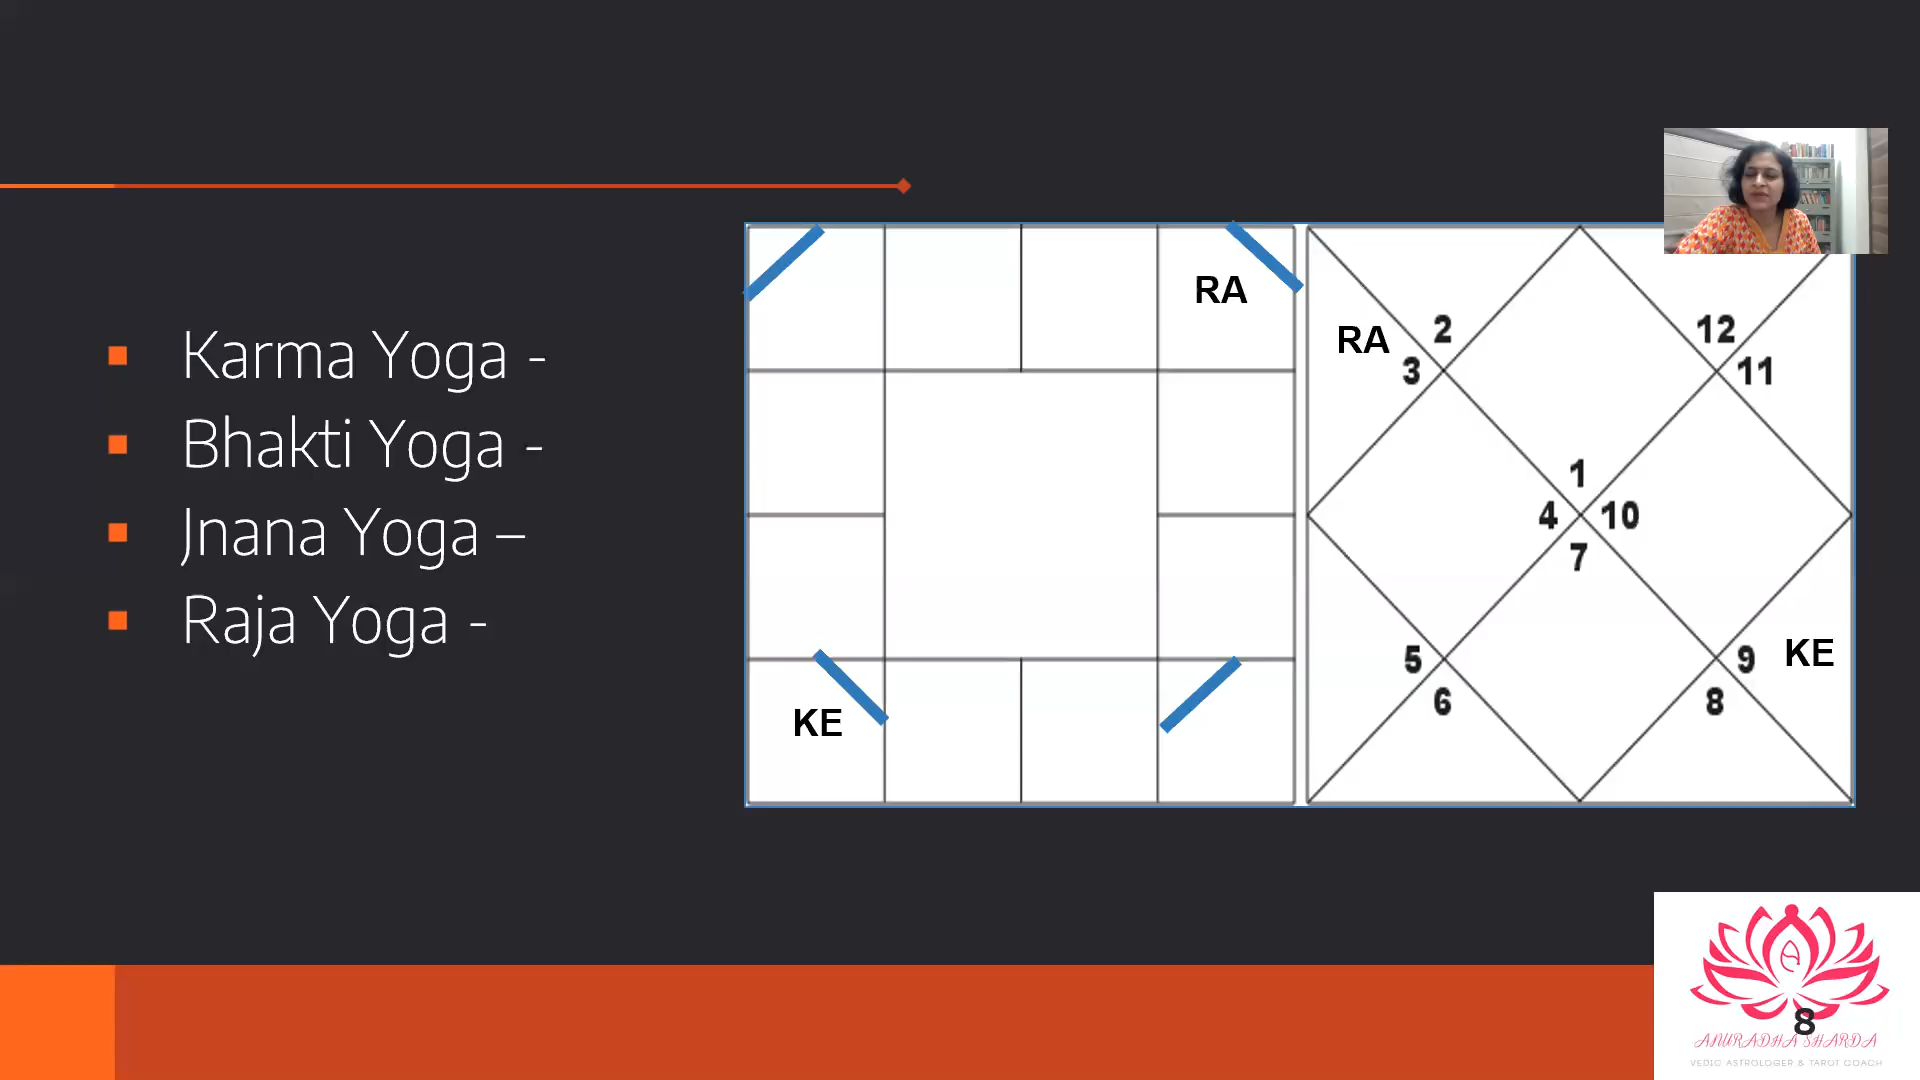 Karma Yoga -
Bhakti Yoga -
Jnana Yoga –
Raja Yoga -
RA
KE
RA
2
3
12
11
1
4
10
7
5
6
9
8
KE
8
ANURADHA SHARDA
VEDIC ASTROLOGER & TAROT COACH